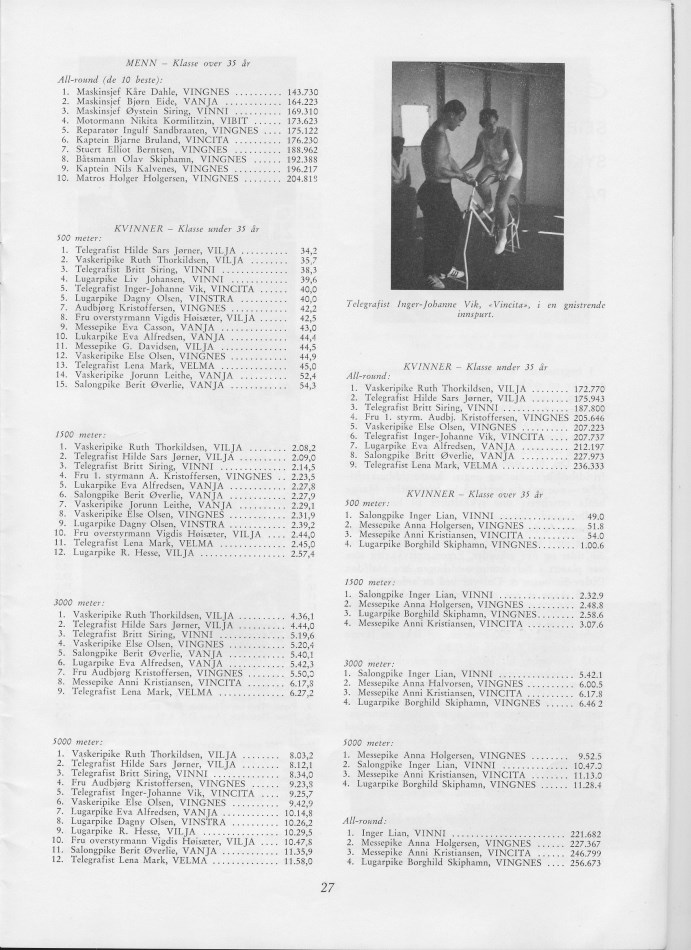 MENN – Klasse over 35 år
All-round (de 10 beste):
1. Maskinsjef Kåre Dahle, VINGNES .......... 143.730
2. Maskinsjef Bjørn Eide, VANJA ............ 164.223
3. Maskinsjef Øystein Siring, VINNI .......... 169.310
4. Motormann Nikita Kormilitzin, VIBIT ...... 173.623
5. Reparatør Ingulf Sandbraaten, VINGNES .... 175.122
6. Kaptein Bjarne Bruland, VINCITA .......... 176.230
7. Stuert Elliot Berntsen, VINGNES .......... 188.962
8. Båtsmann Olav Skiphamn, VINGNES ...... 192.388
9. Kaptein Nils Kalvenes, VINGNES .......... 196.217
10. Matros Holger Holgersen, VINGNES ........ 204.818
KVINNER – Klasse under 35 år
500 meter:
1. Telegrafist Hilde Sars Jørner, VILJA .......... 34,2
2. Vaskeripike Ruth Thorkildsen, VILJA ........ 35,7
3. Telegrafist Britt Siring, VINNI .............. 38,3
4. Lugarpike Liv Johansen, VINNI ............ 39,6
5. Telegrafist Inger-Johanne Vik, VINCITA ...... 40,0
5. Lugarpike Dagny Olsen, VINSTRA .......... 40,0
7. Audbjørg Kristoffersen, VINGNES ............ 42,2
8. Fru overstyrmann Vigdis Høisæter, VILJA ...... 42,5
9. Messepike Eva Casson, VANJA .............. 43,0
10. Lukarpike Eva Alfredsen, VANJA ............ 44,4
11. Messepike G. Davidsen, VILJA .............. 44,5
12. Vaskeripike Else Olsen, VINGNES ............ 44,9
13. Telegrafist Lena Mark, VELMA .............. 45,0
14. Vaskeripike Jorunn Leithe, VANJA .......... 52,4
15. Salongpike Berit Øverlie, VANJA ............ 54,3
1500 meter:
1. Vaskeripike Ruth Thorkildsen, VILJA ........ 2.08,2
2. Telegrafist Hilde Sars Jørner, VILJA .......... 2.09,0
3. Telegrafist Britt Siring, VINNI .............. 2.14,5
4. Fru 1. styrmann A. Kristoffersen, VINGNES .. 2.23,5
5. Lukarpike Eva Alfredsen, VANJA ............ 2.27,8
6. Salongpike Berit Øverlie, VANJA ............ 2.27,9
7. Vaskeripike Jorunn Leithe, VANJA .......... 2.29,1
8. Vaskeripike Else Olsen, VINGNES ............ 2.31,9
9. Lugarpike Dagny Olsen, VINSTRA .......... 2.39,2
10. Fru overstyrmann Vigdis Høisæter, VILJA .... 2.44,0
11. Telegrafist Lena Mark, VELMA .............. 2.45,0
12. Lugarpike R. Hesse, VILJA .................. 2.57,4
3000 meter:
1. Vaskeripike Ruth Thorkildsen, VILJA ........ 4.36,1
2. Telegrafist Hilde Sars Jørner, VILJA .......... 4.44,0
3. Telegrafist Britt Siring, VINNI .............. 5.19,6
4. Vaskeripike Else Olsen, VINGNES ............ 5.20,4
5. Salongpike Berit Øverlie, VANJA ............ 5.40,1
6. Lugarpike Eva Alfredsen, VANJA ............ 5.42,3
7. Fru Audbjørg Kristoffersen, VINGNES ........ 5.50,0
8. Messepike Anni Kristiansen, VINCITA ........ 6.17,8
9. Telegrafist Lena Mark, VELMA .............. 6.27,2
5000 meter:
1. Vaskeripike Ruth Thorkildsen, VILJA ........ 8.03,2
2. Telegrafist Hilde Sars Jørner, VILJA .......... 8.12,1
3. Telegrafist Britt Siring, VINNI .............. 8.34,0
4. Fru Audbjørg Kristoffersen, VINGNES ...... 9.23,8
5. Telegrafist Inger-Johanne Vik, VINCITA .... 9.25,7
6. Vaskeripike Else Olsen, VINGNES .......... 9.42,9
7. Lugarpike Eva Alfredsen, VANJA ............ 10.14,8
8. Lugarpike Dagny Olsen, VINSTRA .......... 10.26,2
9. Lugarpike R. Hesse, VILJA ................ 10.29,5
10. Fru overstyrmann Vigdis Høisæter, VILJA .... 10.47,8
11. Salongpike Berit Øverlie, VANJA ............ 11.35,9
12. Telegrafist Lena Mark, VELMA .............. 11.58,0
Telegrafist Inger-Johanne Vik, «Vincita», i en gnistrende
innspurt.
KVINNER – Klasse under 35 år
All-round:
1. Vaskeripike Ruth Thorkildsen, VILJA ........ 172.770
2. Telegrafist Hilde Sars Jørner, VILJA ........ 175.943
3. Telegrafist Britt Siring, VINNI .............. 187.800
4. Fru 1. styrm. Audbj. Kristoffersen, VINGNES 205.646
5. Vaskeripike Else Olsen, VINGNES .......... 207.223
6. Telegrafist Inger-Johanne Vik, VINCITA .... 207.737
7. Lugarpike Eva Alfredsen, VANJA .......... 212.197
8. Salongpike Britt Øverlie, VANJA .......... 227.973
9. Telegrafist Lena Mark, VELMA ............ 236.333
KVINNER – Klasse over 35 år
500 meter:
1. Salongpike Inger Lian, VINNI ................ 49.0
2. Messepike Anna Holgersen, VINGNES .......... 51.8
3. Messepike Anni Kristiansen, VINCITA .......... 54.0
4. Lugarpike Borghild Skiphamn, VINGNES........ 1.00.6
1500 meter:
1. Salongpike Inger Lian, VINNI ................ 2.32.9
2. Messepike Anna Holgersen, VINGNES .......... 2.48.8
3. Lugarpike Borghild Skiphamn, VINGNES ...... 2.58.6
4. Messepike Anni Kristiansen, VINCITA .......... 3.07.6
3000 meter:
1. Salongpike Inger Lian, VINNI ................ 5.42.1
2. Messepike Anna Halvorsen, VINGNES .......... 6.00.5
3. Messepike Anni Kristiansen, VINCITA .......... 6.17.8
4. Lugarpike Borghild Skiphamn, VINGNES ...... 6.46 2
5000 meter:
1. Messepike Anna Holgersen, VINGNES ........ 9.52.5
2. Salongpike Inger Lian, VINNI .............. 10.47.0
3. Messepike Anni Kristiansen, VINCITA ........ 11.13.0
4. Lugarpike Borghild Skiphamn, VINGNES ...... 11.28.4
All-round:
1. Inger Lian, VINNI ........................ 221.682
2. Messepike Anna Holgersen, VINGNES ...... 227.367
3. Messepike Anni Kristiansen, VINCITA ...... 246.799
4. Lugarpike Borghild Skiphamn, VINGNES .... 256.673
27